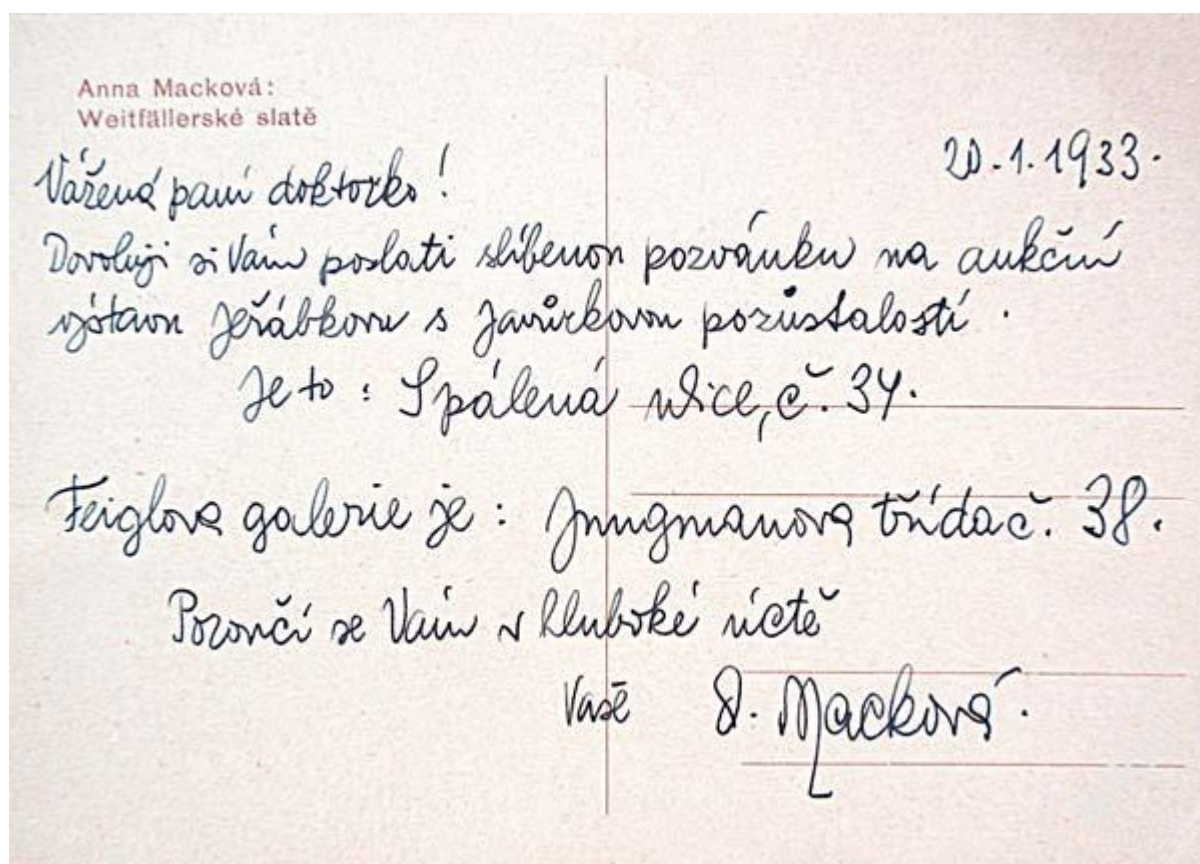 Anna Macková:
Weitfällerské slatě
20.1.1933.
Vážená paní doktorko!
Dovoluji si Vám poslati slíbenou pozvánku na aukční
výstavu Jeřábkovu s Javůrkovou pozůstalostí.
Je to: Spálená ulice, č. 34.
Feiglova galerie je: Jungmanova třída č. 38.
Poroučí se Vám v hluboké úctě
Vaše A. Macková.